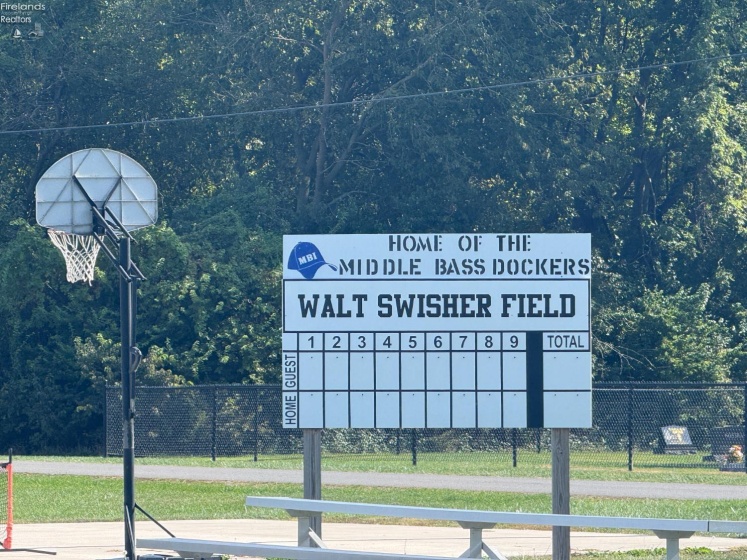 Firelands
Realtors
HOME OF THE
MBI
MIDDLE BASS DOCKERS
WALT SWISHER FIELD
1 2 3 4 5 6 7 8 9 TOTAL
GUEST
HOME